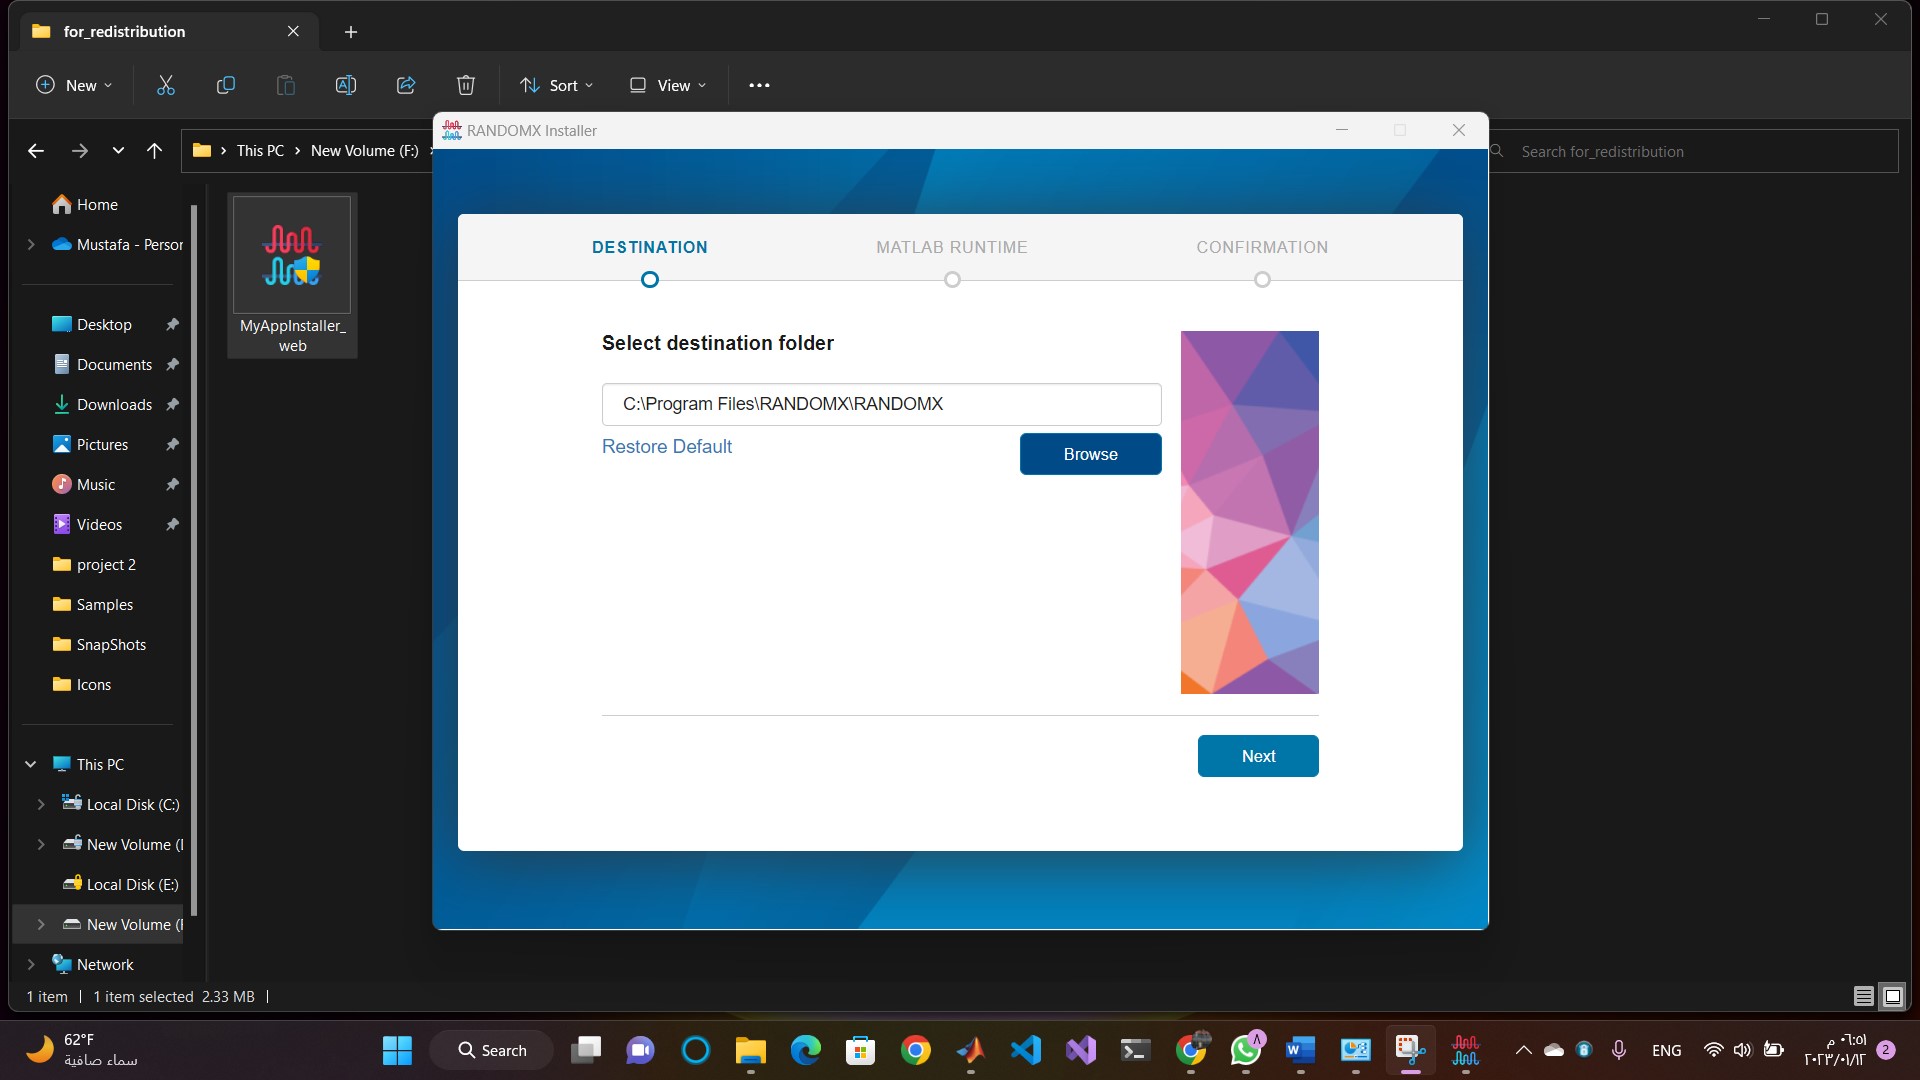 for_redistribution
New
Sort
View
This PC
New Volume (F:)
Search for_redistribution
Home
Mustafa - Persor
Desktop
Documents
Downloads
Pictures
Music
Videos
project 2
Samples
SnapShots
Icons
This PC
Local Disk (C:)
New Volume (I
Local Disk (E:)
New Volume (F
Network
MyAppInstaller_
web
RANDOMX Installer
DESTINATION
MATLAB RUNTIME
CONFIRMATION
Select destination folder
C:\Program Files\RANDOMX\RANDOMX
Restore Default
Browse
Next
1 item
1 item selected 2.33 MB
62°F
سماء صافية
Search
ENG
٠٦:٥١ م
٢٠٢٣/٠١/١٢
2